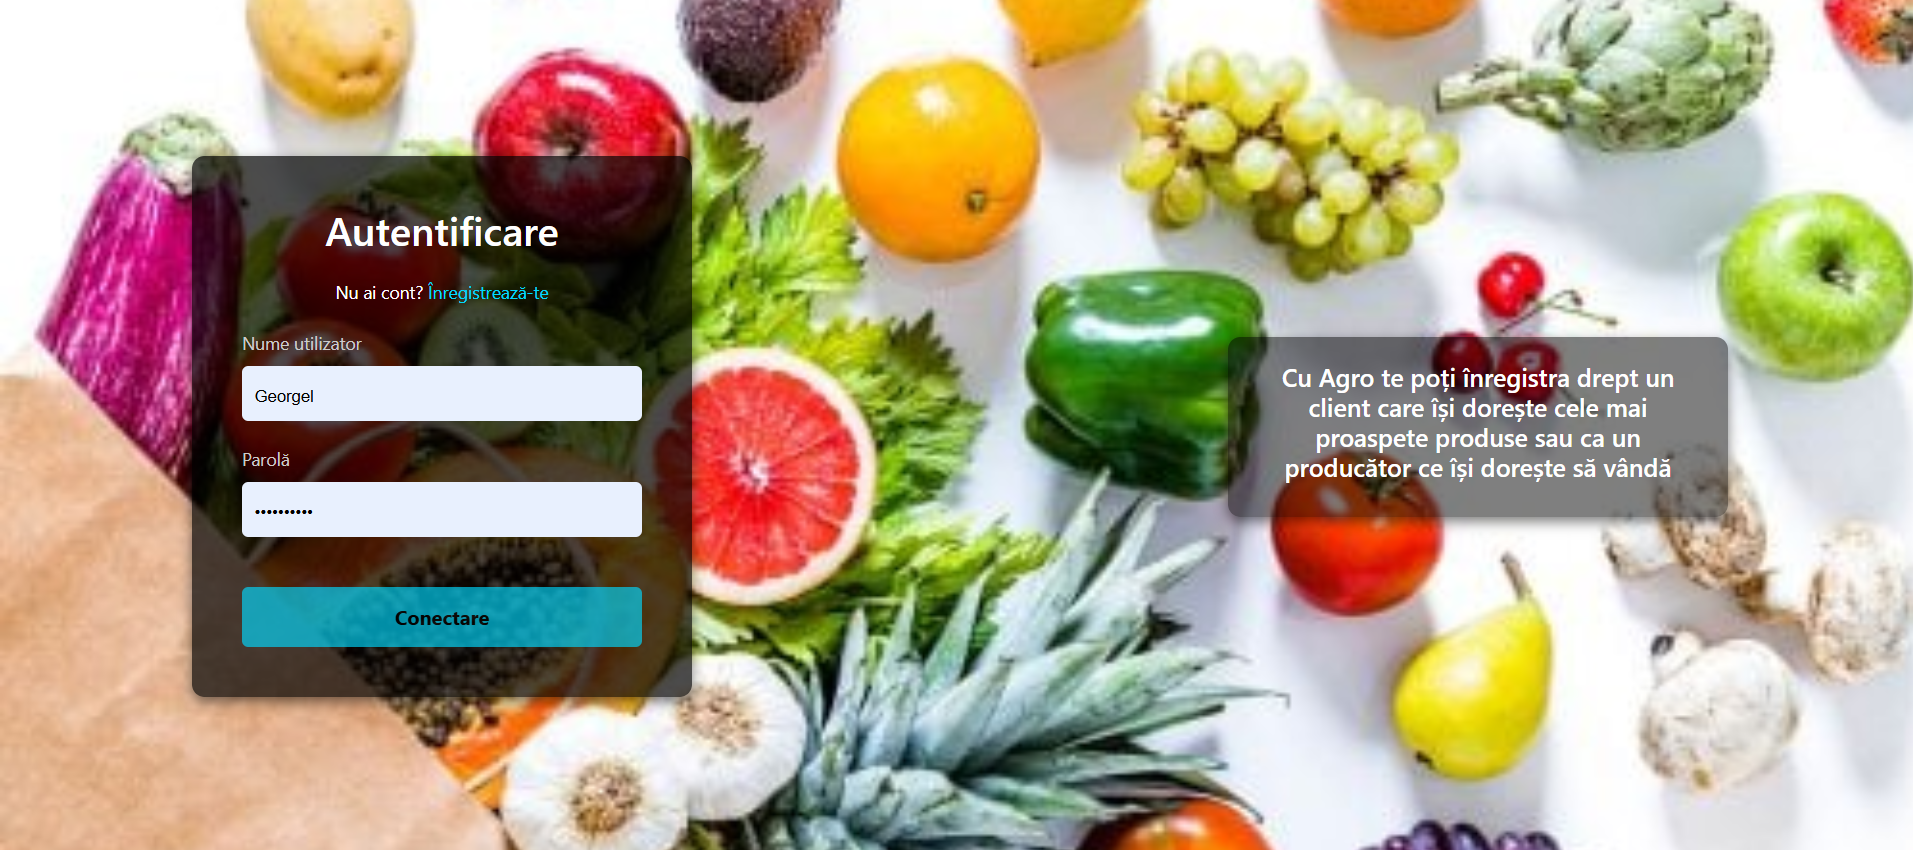 Autentificare
Nu ai cont? Înregistrează-te
Nume utilizator
Georgel
Parolă
••••••••••
Conectare
Cu Agro te poți înregistra drept un
client care își dorește cele mai
proaspete produse sau ca un
producător ce își dorește să vândă